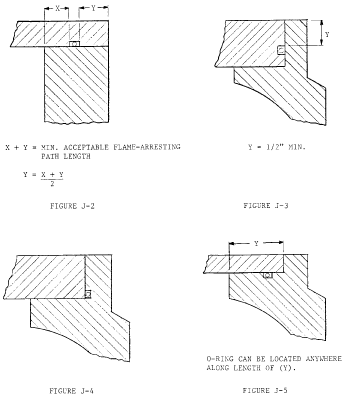 X Y
Y
X + Y = MIN. ACCEPTABLE FLAME-ARRESTING
PATH LENGTH
Y = X + Y
2
Y = 1/2" MIN.
FIGURE J-2
FIGURE J-3
Y
O-RING CAN BE LOCATED ANYWHERE
ALONG LENGTH OF (Y).
FIGURE J-4
FIGURE J-5